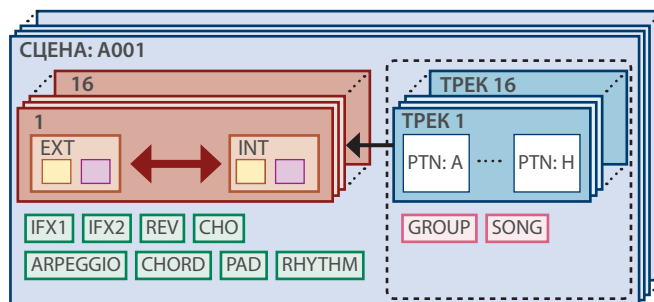 СЦЕНА: A001
16
1
EXT
INT
ТРЕК 16
ТРЕК 1
PTN: A
PTN: H
IFX1
IFX2
REV
CHO
GROUP
SONG
ARPEGGIO
CHORD
PAD
RHYTHM